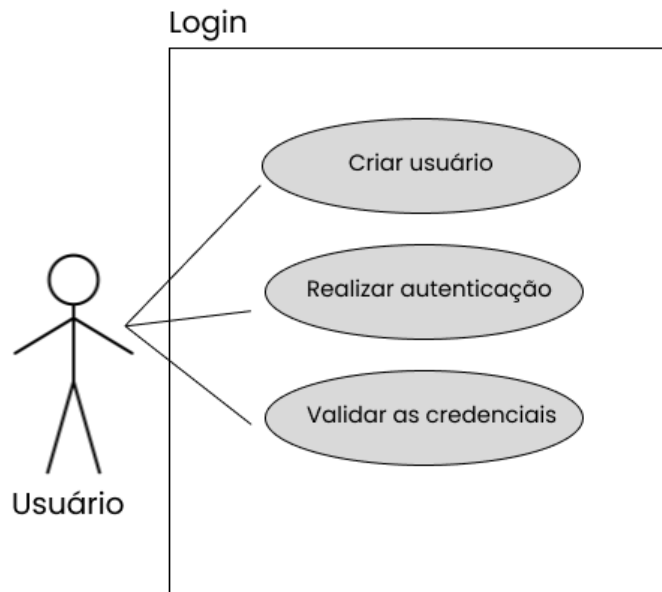 Login
Criar usuário
Realizar autenticação
Validar as credenciais
Usuário